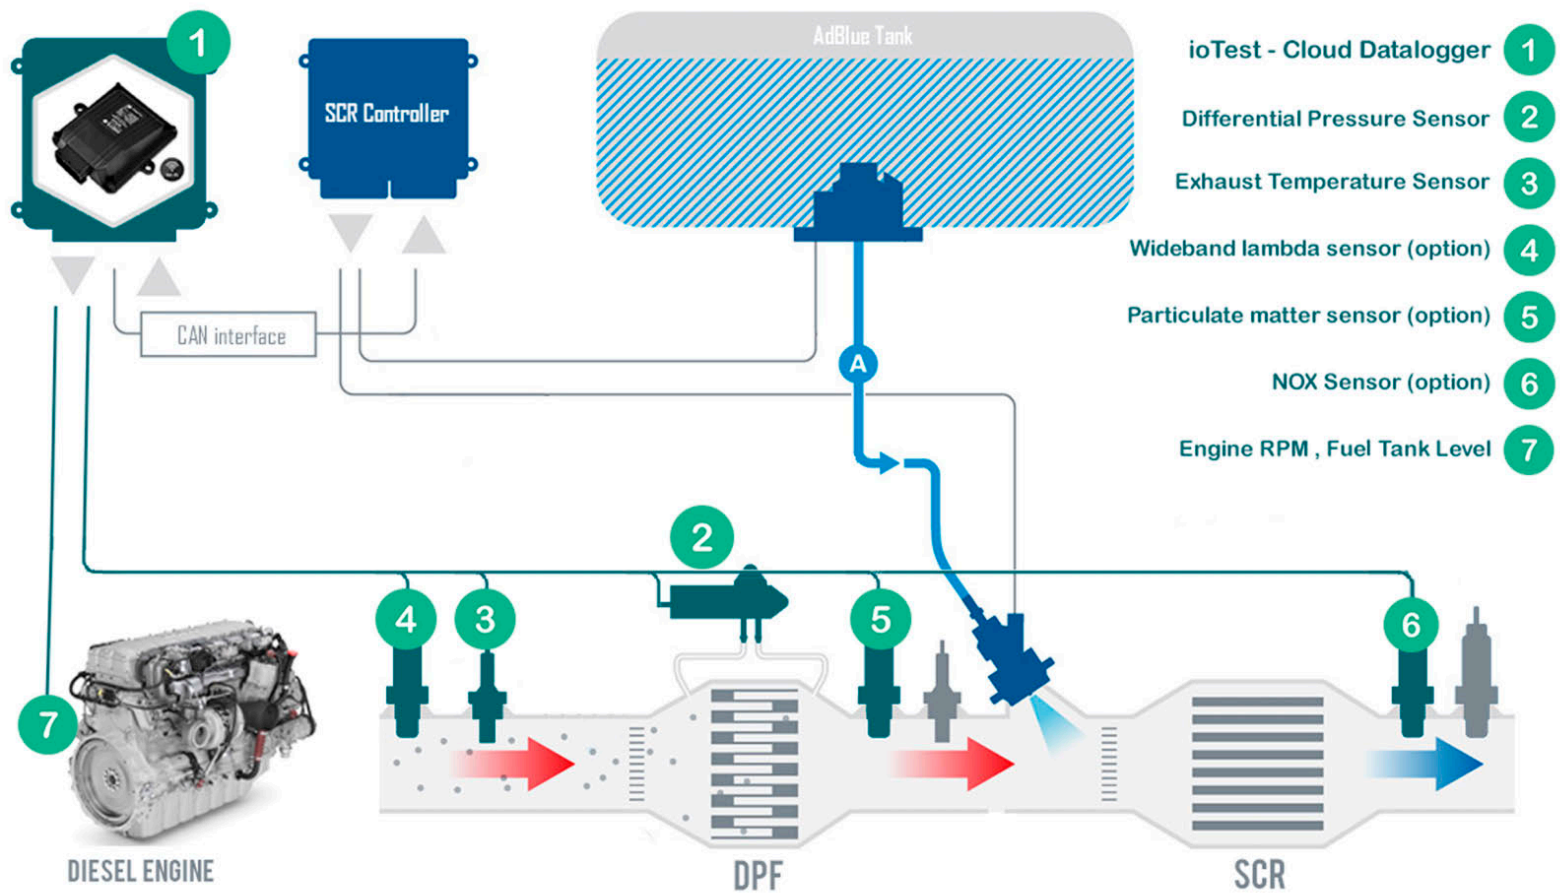 1
SCR Controller
AdBlue Tank
ioTest - Cloud Datalogger 1
Differential Pressure Sensor 2
Exhaust Temperature Sensor 3
Wideband lambda sensor (option) 4
Particulate matter sensor (option) 5
NOX Sensor (option) 6
Engine RPM , Fuel Tank Level 7
CAN interface
A
2
4
3
5
6
7
DIESEL ENGINE
DPF
SCR